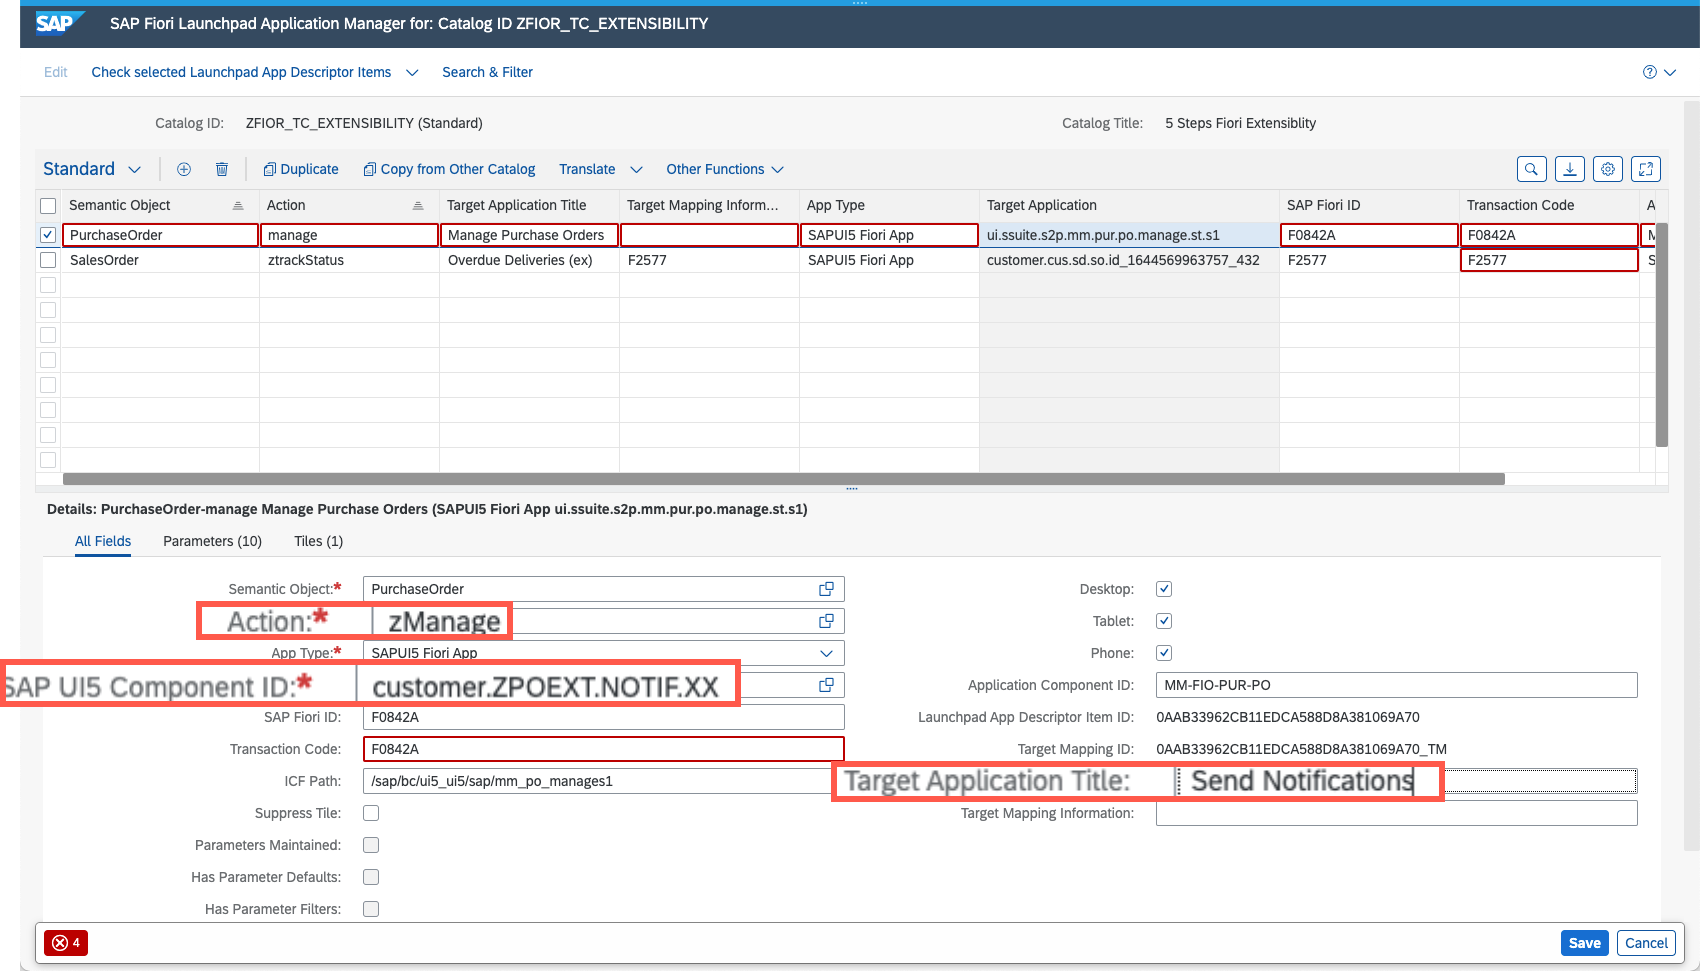 SAP SAP Fiori Launchpad Application Manager for: Catalog ID ZFIOR_TC_EXTENSIBILITY
Edit Check selected Launchpad App Descriptor Items Search & Filter
Catalog ID: ZFIOR_TC_EXTENSIBILITY (Standard) Catalog Title: 5 Steps Fiori Extensiblity
Standard Duplicate Copy from Other Catalog Translate Other Functions
Semantic Object Action Target Application Title Target Mapping Inform... App Type Target Application SAP Fiori ID Transaction Code A
PurchaseOrder manage Manage Purchase Orders SAPUI5 Fiori App ui.ssuite.s2p.mm.pur.po.manage.st.s1 F0842A F0842A M
SalesOrder ztrackStatus Overdue Deliveries (ex) F2577 SAPUI5 Fiori App customer.cus.sd.so.id_1644569963757_432 F2577 F2577 S
Details: PurchaseOrder-manage Manage Purchase Orders (SAPUI5 Fiori App ui.ssuite.s2p.mm.pur.po.manage.st.s1)
All Fields Parameters (10) Tiles (1)
Semantic Object:* PurchaseOrder Desktop:
Action:* zManage Tablet:
App Type:* SAPUI5 Fiori App Phone:
SAP UI5 Component ID:* customer.ZPOEXT.NOTIF.XX Application Component ID: MM-FIO-PUR-PO
SAP Fiori ID: F0842A Launchpad App Descriptor Item ID: 0AAB33962CB11EDCA588D8A381069A70
Transaction Code: F0842A Target Mapping ID: 0AAB33962CB11EDCA588D8A381069A70_TM
ICF Path: /sap/bc/ui5_ui5/sap/mm_po_manages1 Target Application Title: Send Notifications
Suppress Tile: Target Mapping Information:
Parameters Maintained:
Has Parameter Defaults:
Has Parameter Filters:
4 Save Cancel